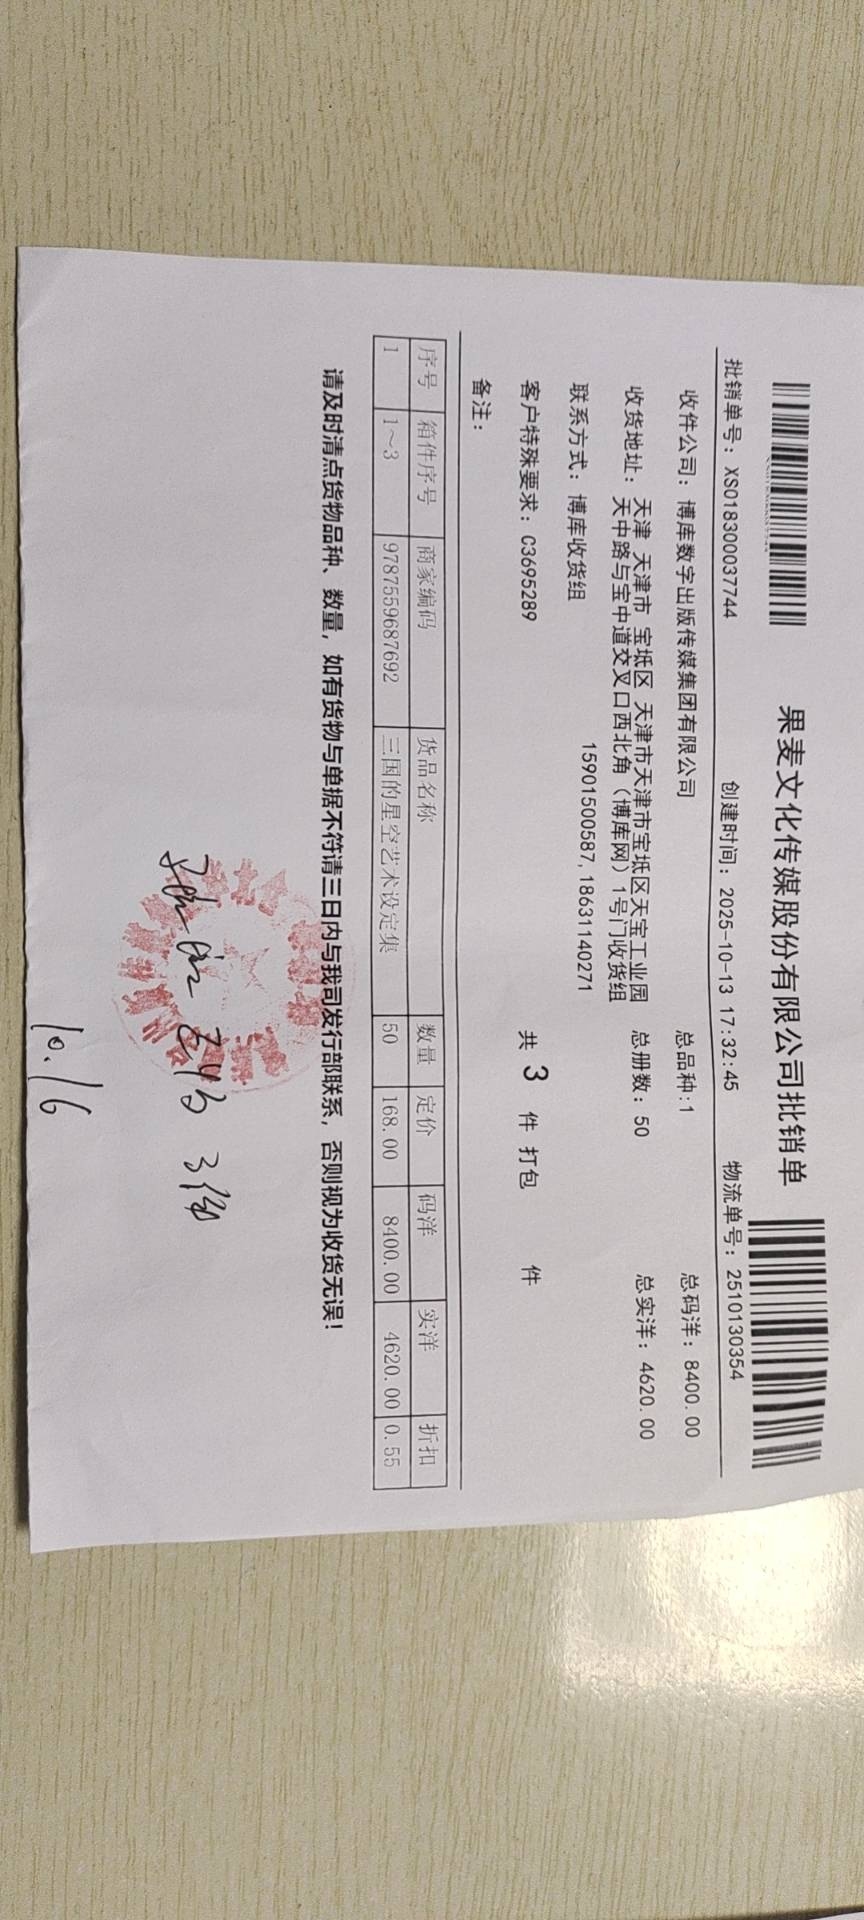 果麦文化传媒股份有限公司批销单
批销单号：XS018300037744 创建时间：2025-10-13 17:32:45 物流单号：2510130354
收件公司：博库数字出版传媒集团有限公司 总品种:1 总码洋：8400.00
收货地址：天津 天津市 宝坻区 天津市天津市宝坻区天宝工业园 总册数：50 总实洋：4620.00
天中路与宝中道交叉口西北角（博库网）1号门收货组
联系方式：博库收货组 15901500587,18631140271
客户特殊要求：C3695289 共 3 件 打包 件
备注：
序号 箱件序号 商家编码 货品名称 数量 定价 码洋 实洋 折扣
1 1~3 9787559687692 三国的星空艺术设定集 50 168.00 8400.00 4620.00 0.55
请及时清点货物品种、数量，如有货物与单据不符请三日内与我司发行部联系，否则视为收货无误！
10.16